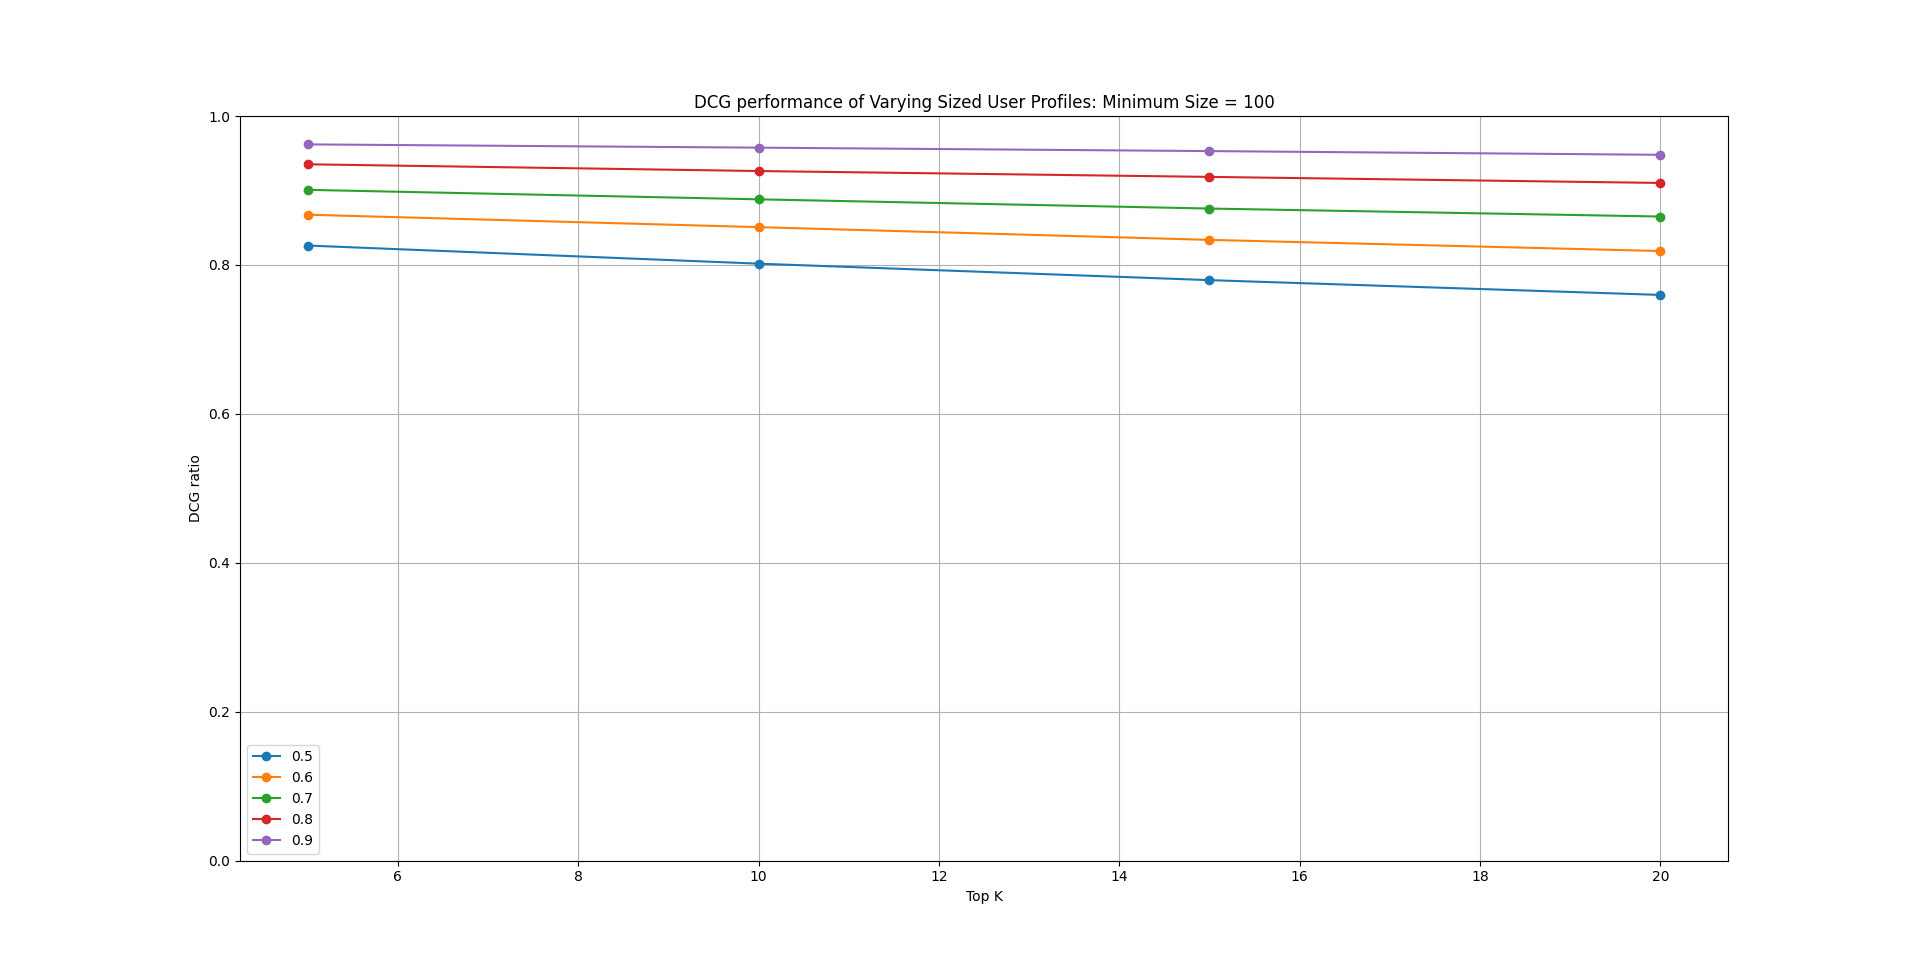 DCG performance of Varying Sized User Profiles: Minimum Size = 100
1.0
0.8
0.6
0.4
0.2
0.0
DCG ratio
0.5
0.6
0.7
0.8
0.9
6 8 10 12 14 16 18 20
Top K